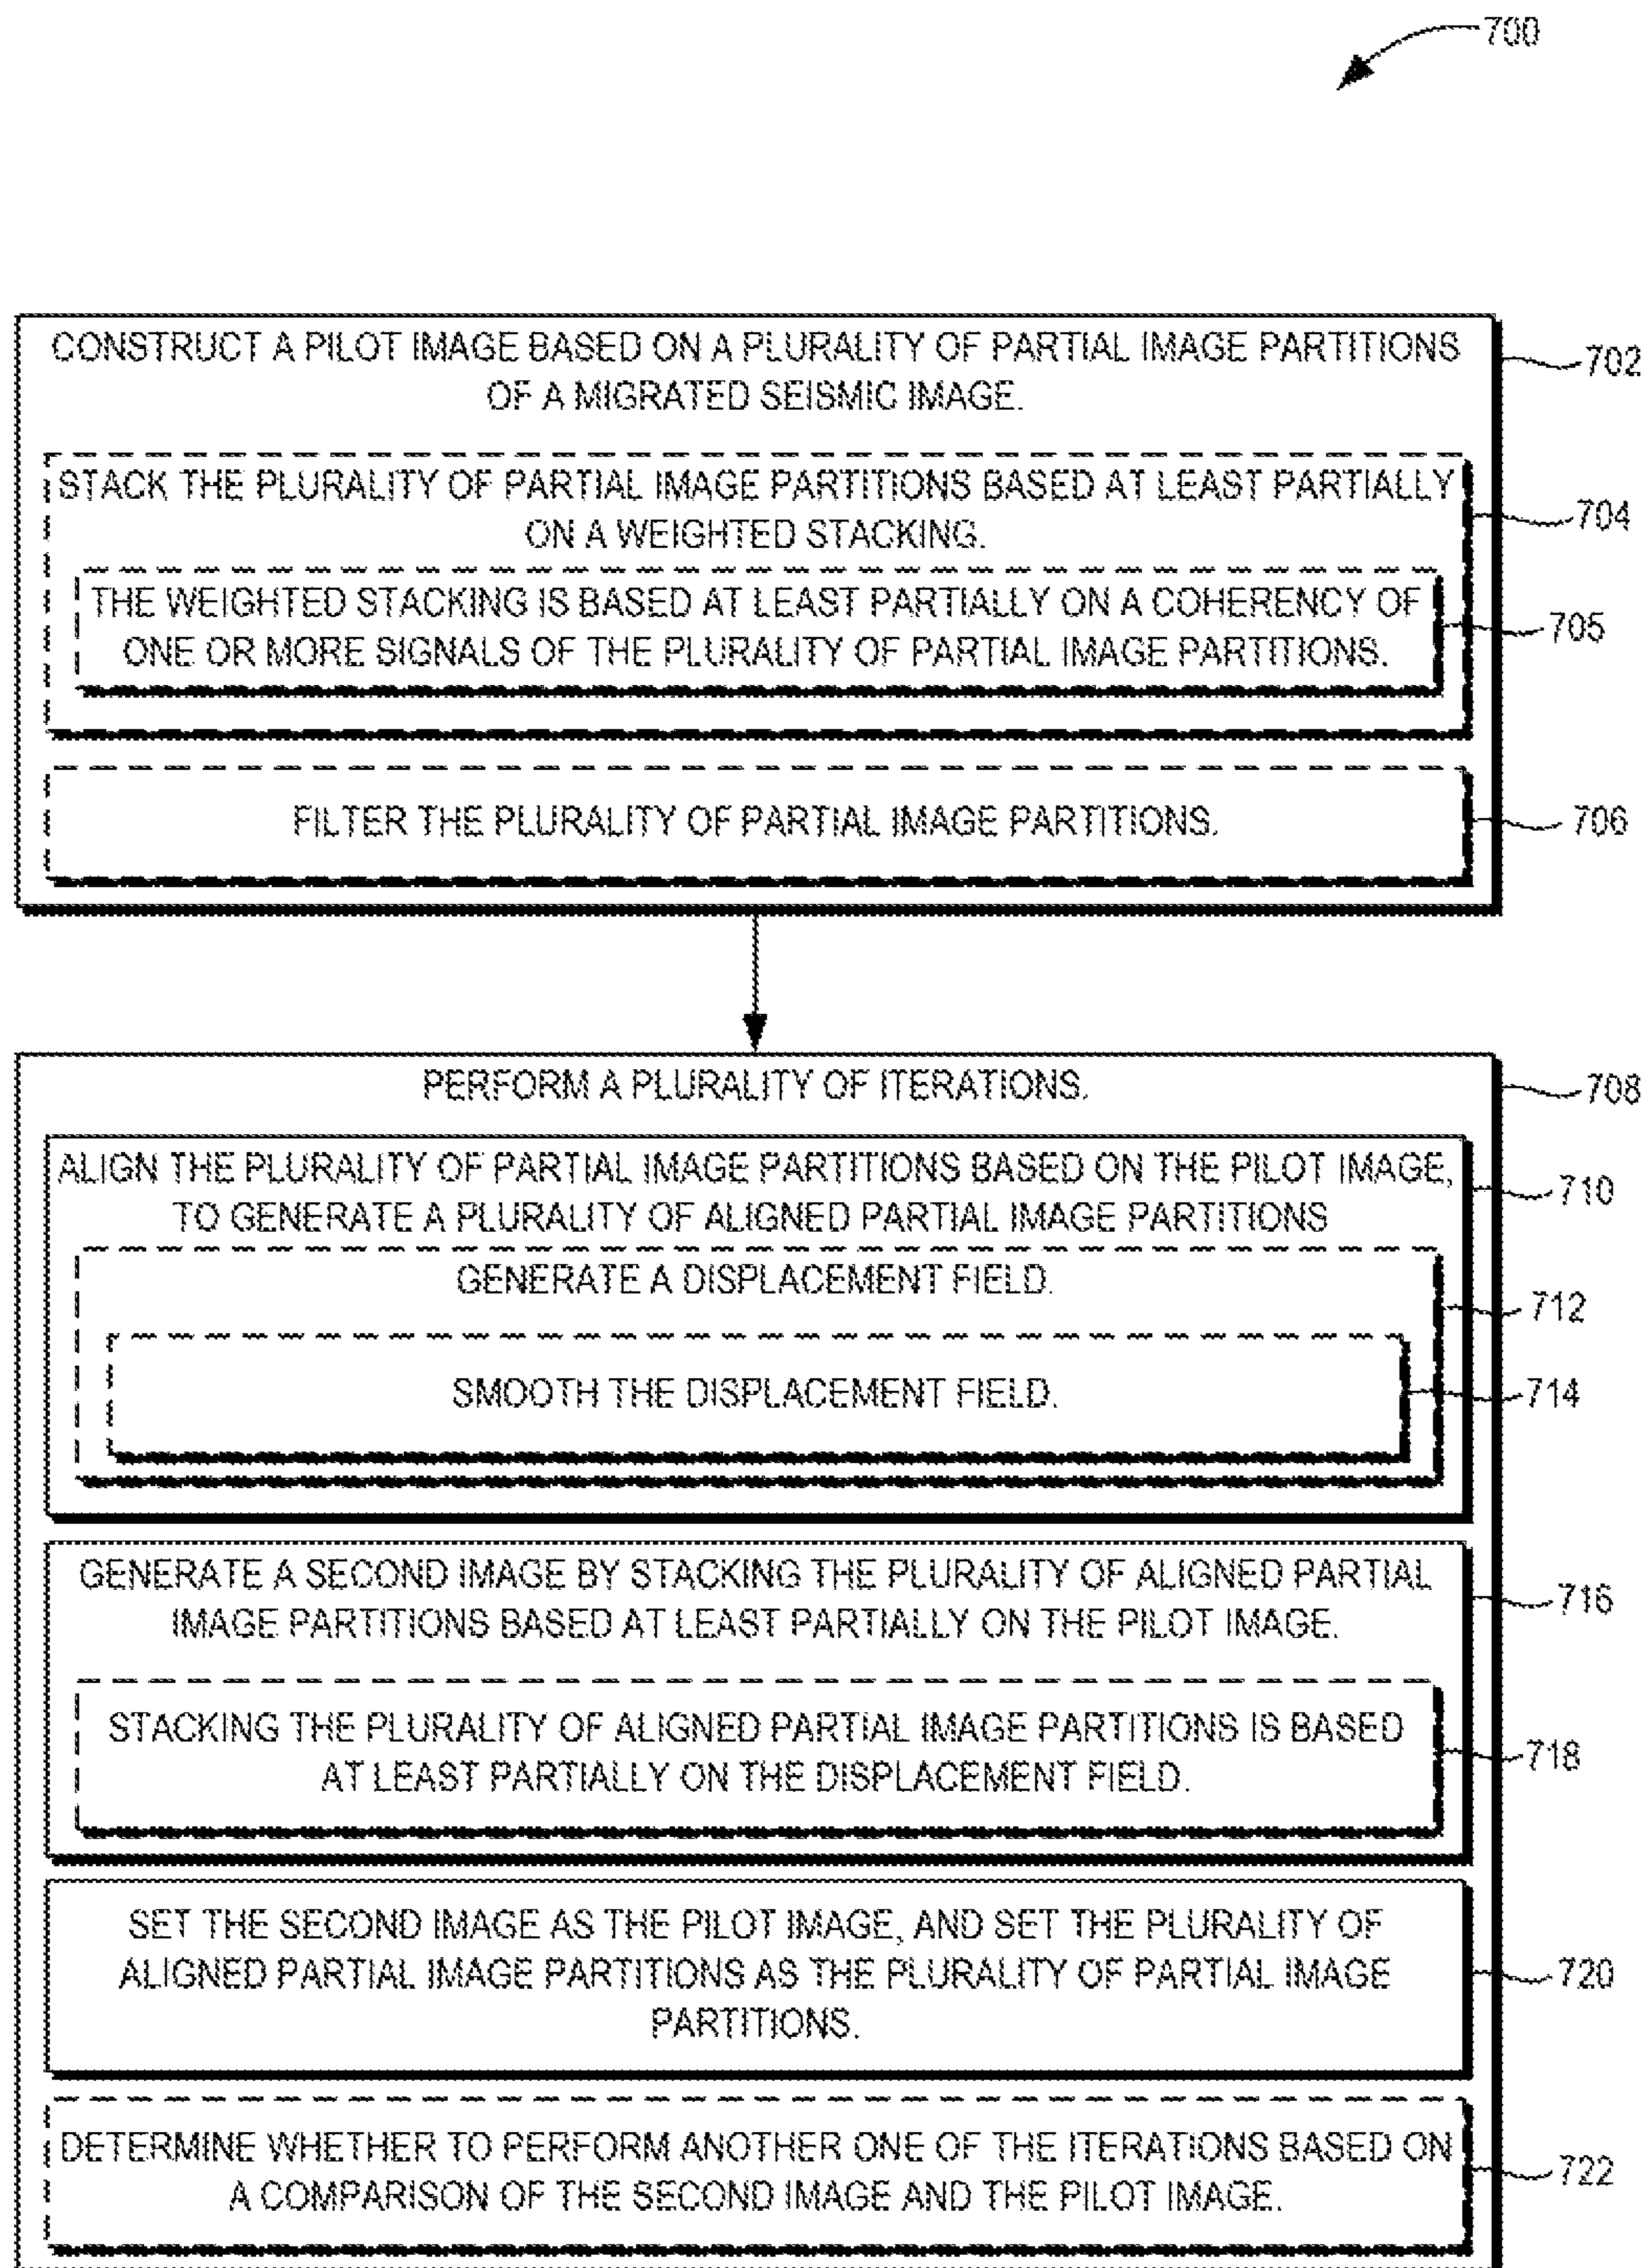 700
CONSTRUCT A PILOT IMAGE BASED ON A PLURALITY OF PARTIAL IMAGE PARTITIONS
OF A MIGRATED SEISMIC IMAGE.
702
STACK THE PLURALITY OF PARTIAL IMAGE PARTITIONS BASED AT LEAST PARTIALLY
ON A WEIGHTED STACKING.
704
THE WEIGHTED STACKING IS BASED AT LEAST PARTIALLY ON A COHERENCY OF
ONE OR MORE SIGNALS OF THE PLURALITY OF PARTIAL IMAGE PARTITIONS.
705
FILTER THE PLURALITY OF PARTIAL IMAGE PARTITIONS.
706
PERFORM A PLURALITY OF ITERATIONS.
708
ALIGN THE PLURALITY OF PARTIAL IMAGE PARTITIONS BASED ON THE PILOT IMAGE,
TO GENERATE A PLURALITY OF ALIGNED PARTIAL IMAGE PARTITIONS
710
GENERATE A DISPLACEMENT FIELD.
712
SMOOTH THE DISPLACEMENT FIELD.
714
GENERATE A SECOND IMAGE BY STACKING THE PLURALITY OF ALIGNED PARTIAL
IMAGE PARTITIONS BASED AT LEAST PARTIALLY ON THE PILOT IMAGE.
716
STACKING THE PLURALITY OF ALIGNED PARTIAL IMAGE PARTITIONS IS BASED
AT LEAST PARTIALLY ON THE DISPLACEMENT FIELD.
718
SET THE SECOND IMAGE AS THE PILOT IMAGE, AND SET THE PLURALITY OF
ALIGNED PARTIAL IMAGE PARTITIONS AS THE PLURALITY OF PARTIAL IMAGE
PARTITIONS.
720
DETERMINE WHETHER TO PERFORM ANOTHER ONE OF THE ITERATIONS BASED ON
A COMPARISON OF THE SECOND IMAGE AND THE PILOT IMAGE.
722